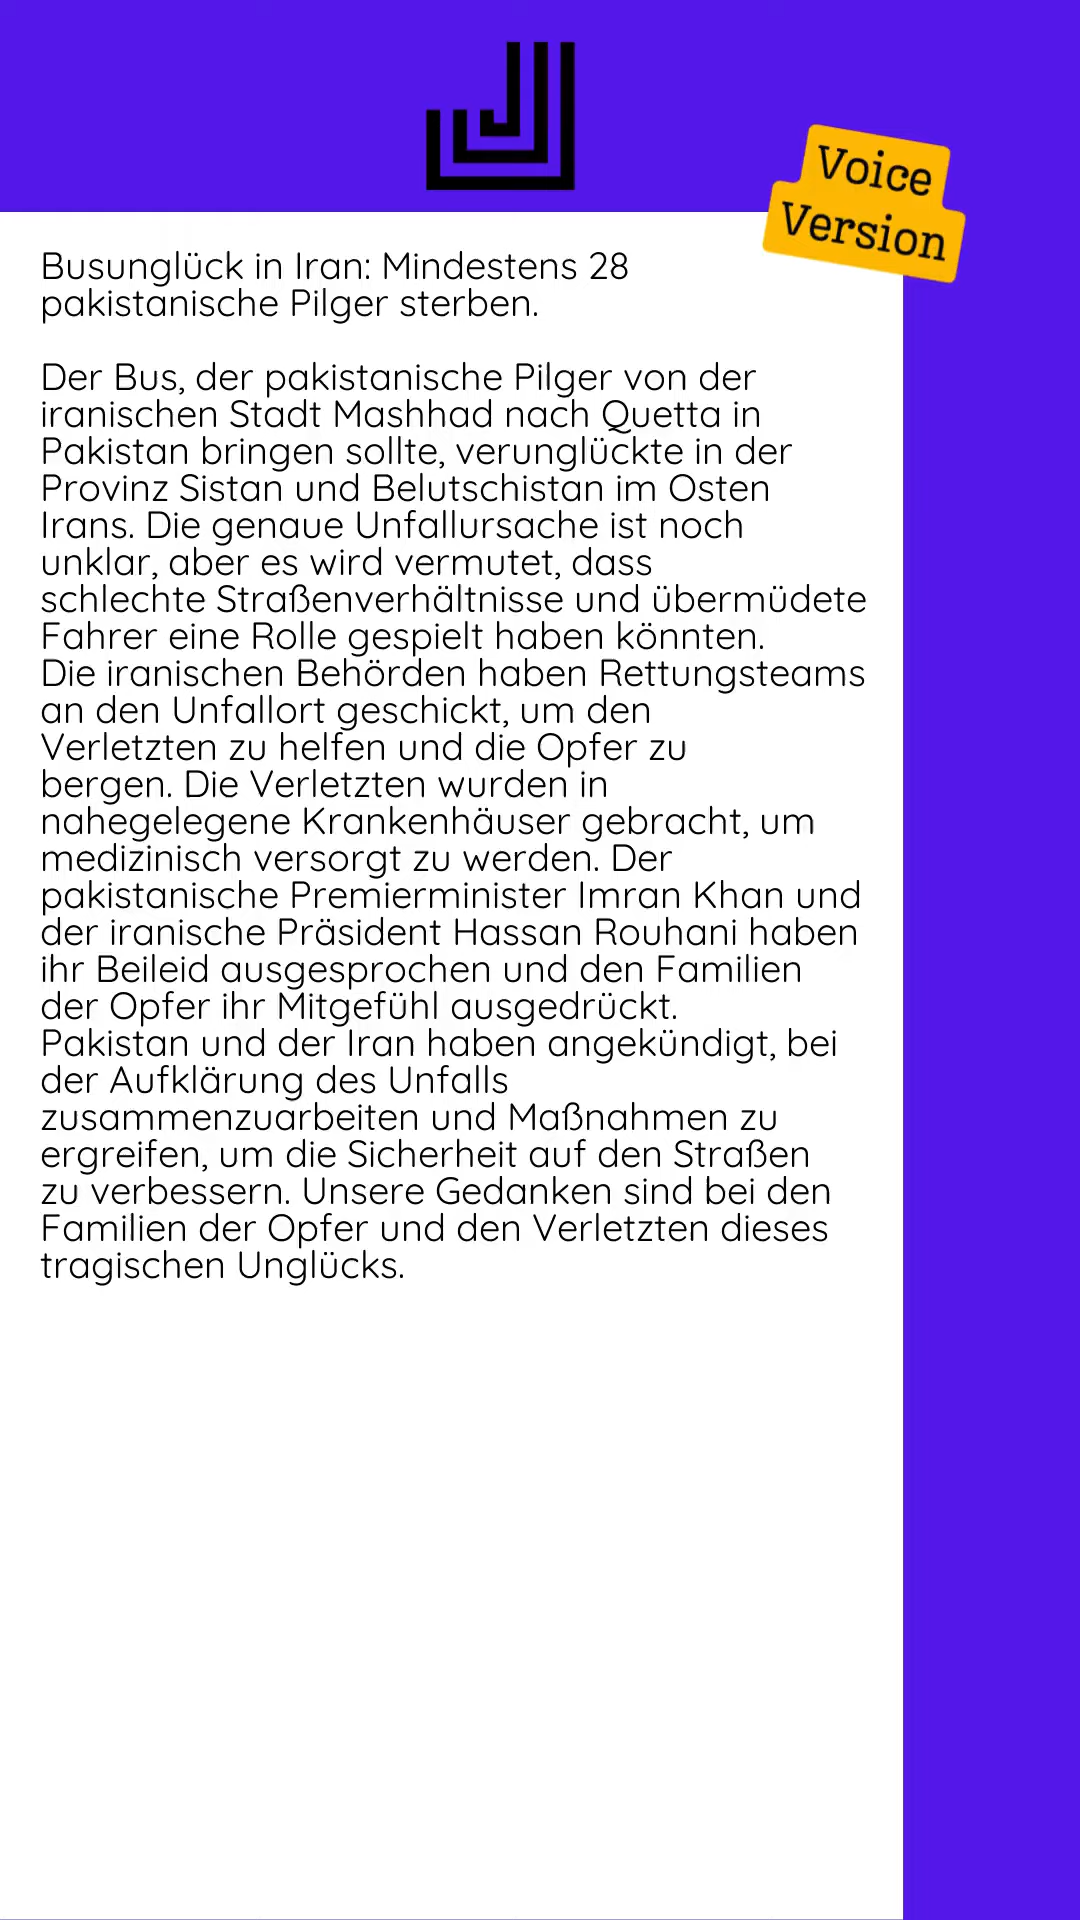 Voice
Version
Busunglück in Iran: Mindestens 28
pakistanische Pilger sterben.
Der Bus, der pakistanische Pilger von der
iranischen Stadt Mashhad nach Quetta in
Pakistan bringen sollte, verunglückte in der
Provinz Sistan und Belutschistan im Osten
Irans. Die genaue Unfallursache ist noch
unklar, aber es wird vermutet, dass
schlechte Straßenverhältnisse und übermüdete
Fahrer eine Rolle gespielt haben könnten.
Die iranischen Behörden haben Rettungsteams
an den Unfallort geschickt, um den
Verletzten zu helfen und die Opfer zu
bergen. Die Verletzten wurden in
nahegelegene Krankenhäuser gebracht, um
medizinisch versorgt zu werden. Der
pakistanische Premierminister Imran Khan und
der iranische Präsident Hassan Rouhani haben
ihr Beileid ausgesprochen und den Familien
der Opfer ihr Mitgefühl ausgedrückt.
Pakistan und der Iran haben angekündigt, bei
der Aufklärung des Unfalls
zusammenzuarbeiten und Maßnahmen zu
ergreifen, um die Sicherheit auf den Straßen
zu verbessern. Unsere Gedanken sind bei den
Familien der Opfer und den Verletzten dieses
tragischen Unglücks.